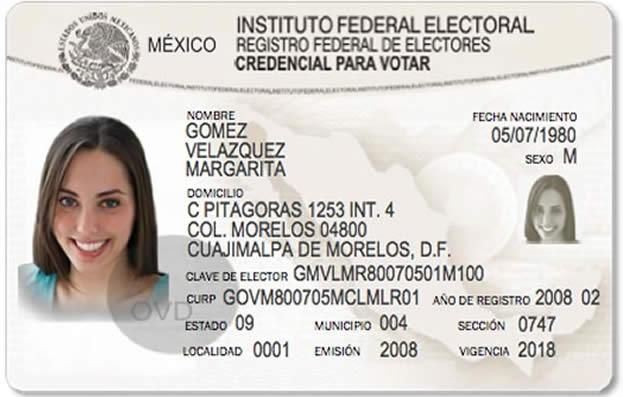 ESTADOS UNIDOS MEXICANOS
MÉXICO
INSTITUTO FEDERAL ELECTORAL
REGISTRO FEDERAL DE ELECTORES
CREDENCIAL PARA VOTAR
NOMBRE
GOMEZ
VELAZQUEZ
MARGARITA
FECHA NACIMIENTO
05/07/1980
SEXO M
DOMICILIO
C PITAGORAS 1253 INT. 4
COL. MORELOS 04800
CUAJIMALPA DE MORELOS, D.F.
CLAVE DE ELECTOR GMVLMR80070501M100
CURP GOVM800705MCLMLR01 AÑO DE REGISTRO 2008 02
OVD
ESTADO 09 MUNICIPIO 004 SECCIÓN 0747
LOCALIDAD 0001 EMISIÓN 2008 VIGENCIA 2018